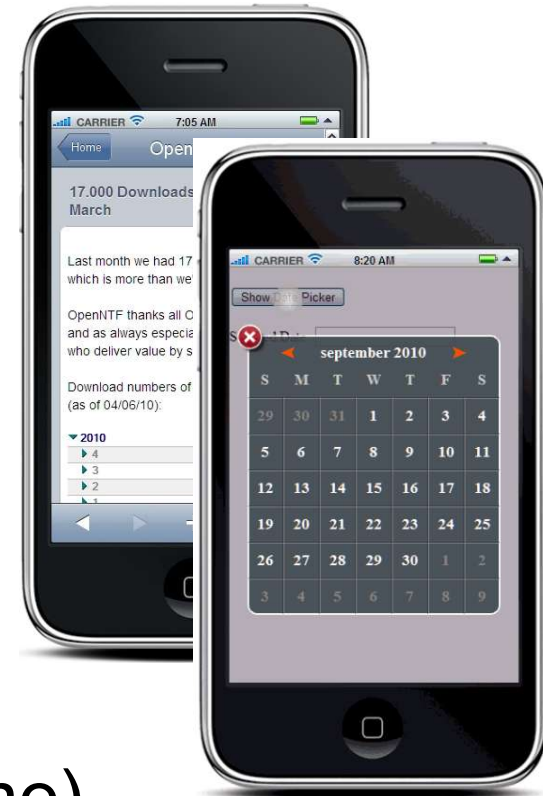 CARRIER 7:05 AM
Home Open
17.000 Downloads
March
Last month we had 17
which is more than we'
OpenNTF thanks all O
and as always especia
who deliver value by s
Download numbers of
(as of 04/06/10):
2010
4
3
2
1
CARRIER 8:20 AM
Show Date Picker
Date
september 2010
S M T W T F S
29 30 31 1 2 3 4
5 6 7 8 9 10 11
12 13 14 15 16 17 18
19 20 21 22 23 24 25
26 27 28 29 30 1 2
3 4 5 6 7 8 9